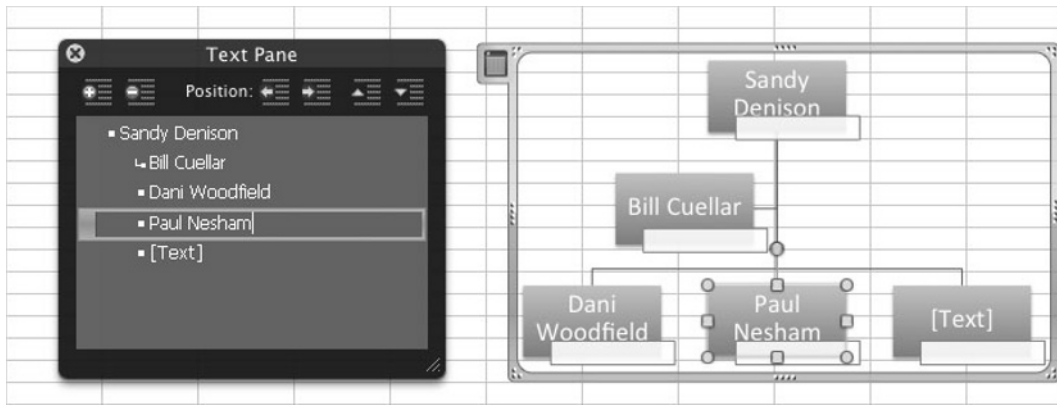 Text Pane
Position:
Sandy Denison
Bill Cuellar
Dani Woodfield
Paul Nesham
[Text]
Sandy
Denison
Bill Cuellar
Dani
Woodfield
Paul
Nesham
[Text]